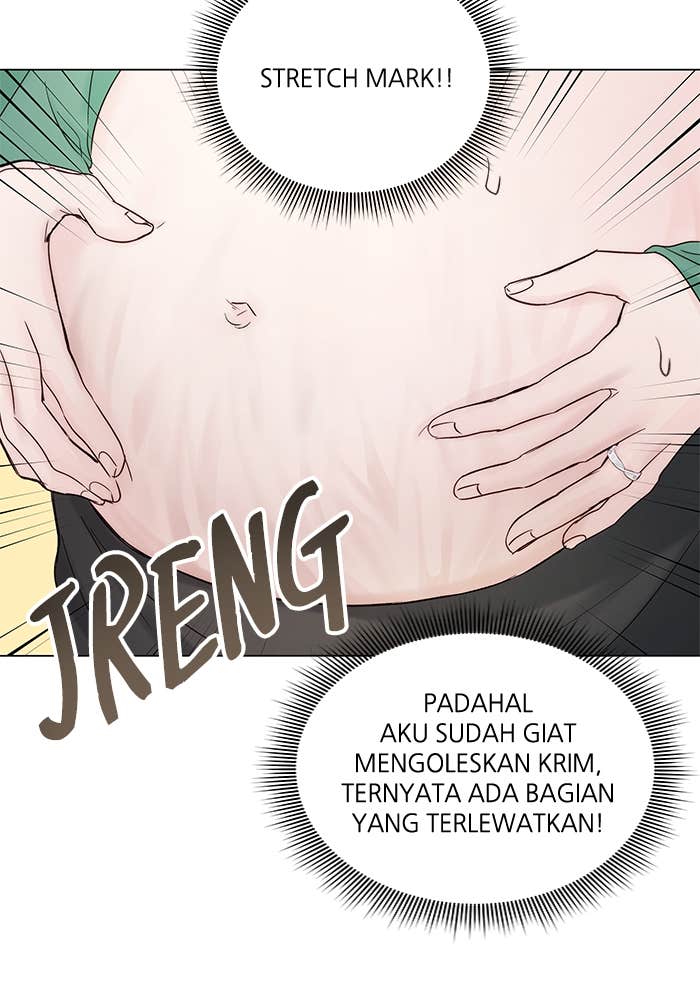 STRETCH MARK!!
JRENG
PADAHAL
AKU SUDAH GIAT
MENGOLESKAN KRIM,
TERNYATA ADA BAGIAN
YANG TERLEWATKAN!